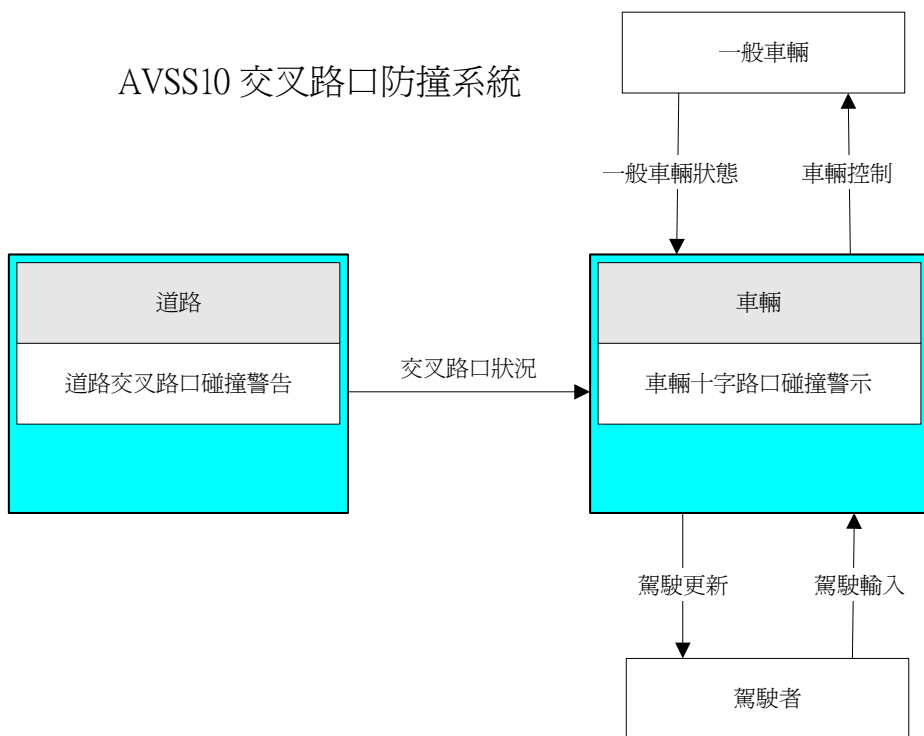 AVSS10 交叉路口防撞系統
一般車輛
一般車輛狀態
車輛控制
道路
道路交叉路口碰撞警告
交叉路口狀況
車輛
車輛十字路口碰撞警示
駕駛更新
駕駛輸入
駕駛者